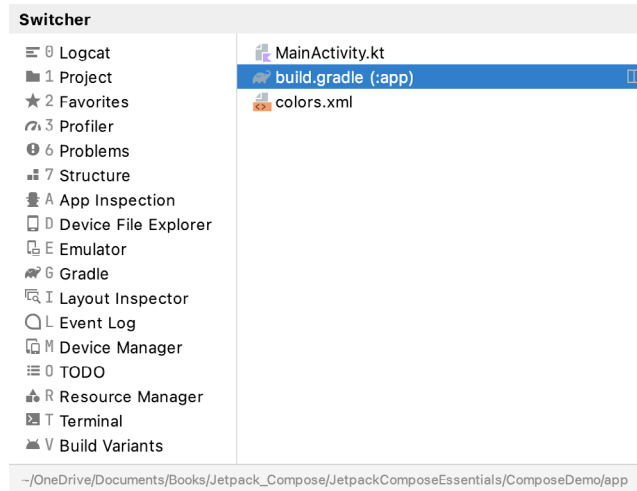 Switcher
0 Logcat
1 Project
2 Favorites
3 Profiler
6 Problems
7 Structure
A App Inspection
D Device File Explorer
E Emulator
G Gradle
I Layout Inspector
L Event Log
M Device Manager
O TODO
R Resource Manager
T Terminal
V Build Variants
MainActivity.kt
build.gradle (:app)
colors.xml
~/OneDrive/Documents/Books/Jetpack_Compose/JetpackComposeEssentials/ComposeDemo/app